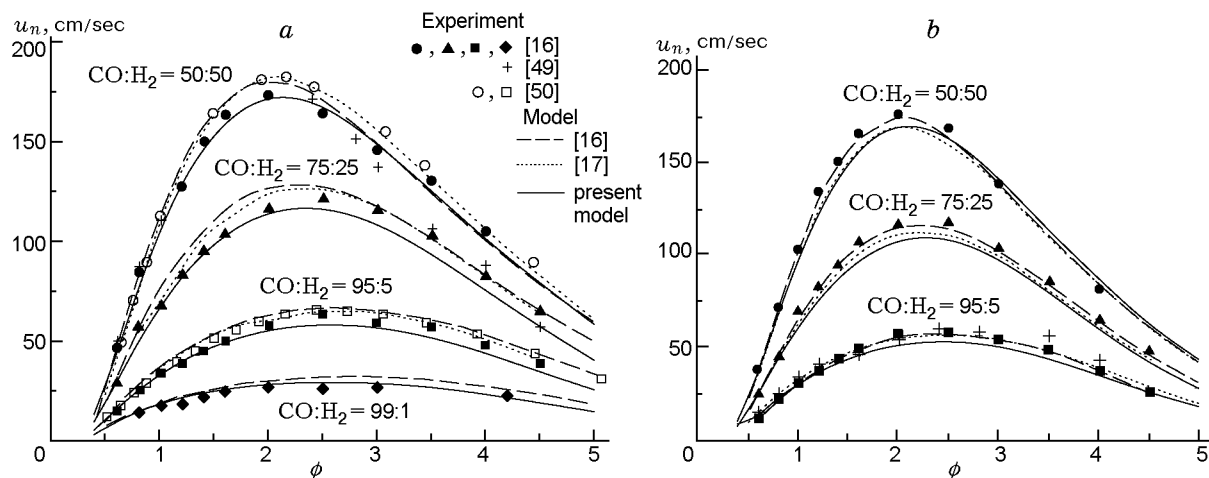 uₙ, cm/sec
a
200
150
100
50
0
1
2
3
4
5
ϕ
CO:H₂ = 50:50
CO:H₂ = 75:25
CO:H₂ = 95:5
CO:H₂ = 99:1
Experiment
, , , [16]
[49]
, [50]
Model
[16]
[17]
present
model
b
uₙ, cm/sec
200
150
100
50
0
1
2
3
4
5
ϕ
CO:H₂ = 50:50
CO:H₂ = 75:25
CO:H₂ = 95:5